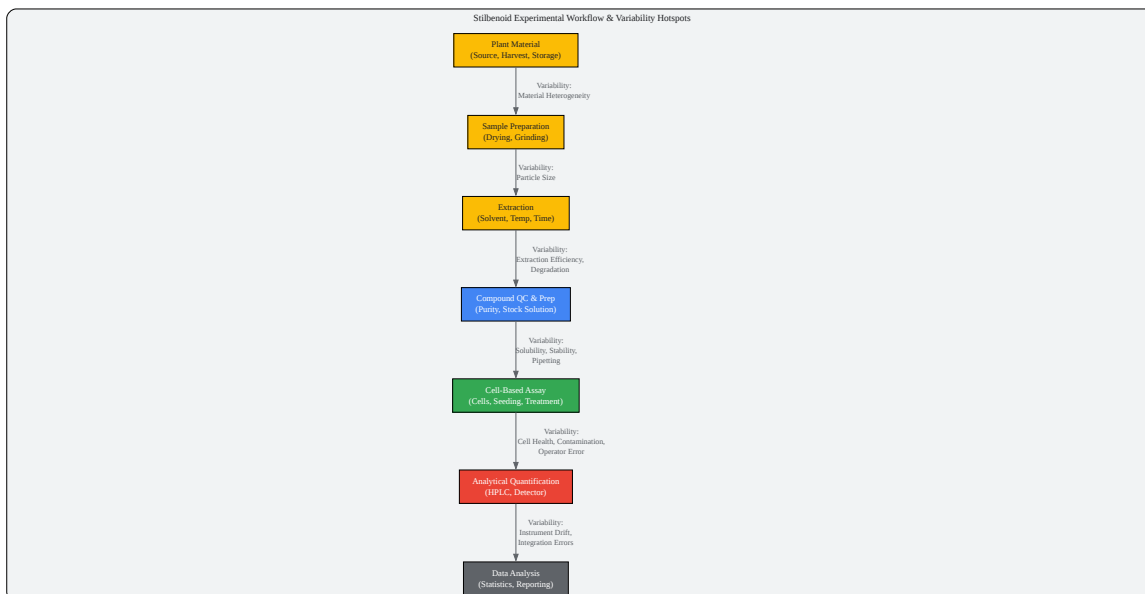 Stilbenoid Experimental Workflow & Variability Hotspots
Plant Material
(Source, Harvest, Storage)
Variability:
Material Heterogeneity
Sample Preparation
(Drying, Grinding)
Variability:
Particle Size
Extraction
(Solvent, Temp, Time)
Variability:
Extraction Efficiency,
Degradation
Compound QC & Prep
(Purity, Stock Solution)
Variability:
Solubility, Stability,
Pipetting
Cell-Based Assay
(Cells, Seeding, Treatment)
Variability:
Cell Health, Contamination,
Operator Error
Analytical Quantification
(HPLC, Detector)
Variability:
Instrument Drift,
Integration Errors
Data Analysis
(Statistics, Reporting)